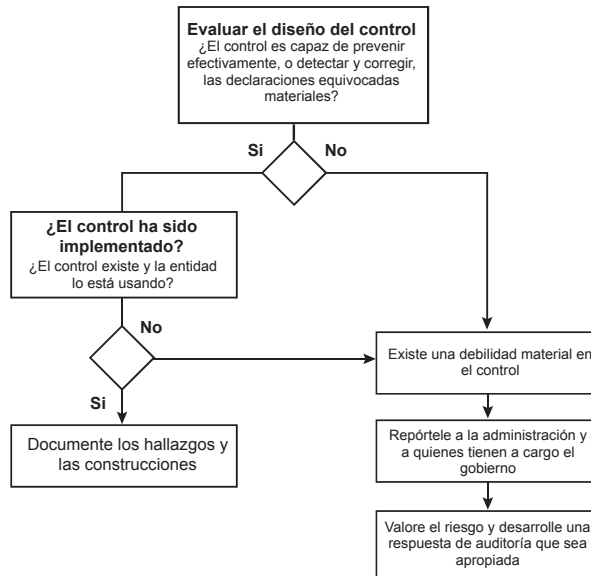 Evaluar el diseño del control
¿El control es capaz de prevenir
efectivamente, o detectar y corregir,
las declaraciones equivocadas
materiales?
Si
No
¿El control ha sido
implementado?
¿El control existe y la entidad
lo está usando?
No
Existe una debilidad material en
el control
Si
Documente los hallazgos y
las construcciones
Repórtele a la administración y
a quienes tienen a cargo el
gobierno
Valore el riesgo y desarrolle una
respuesta de auditoría que sea
apropiada